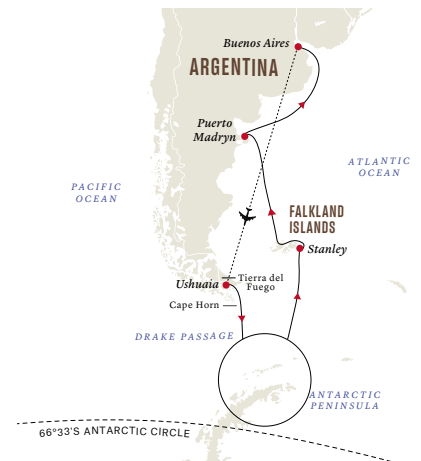 Buenos Aires
ARGENTINA
Puerto
Madryn
ATLANTIC
OCEAN
PACIFIC
OCEAN
FALKLAND
ISLANDS
Stanley
Ushuaia
Tierra del
Fuego
Cape Horn
DRAKE PASSAGE
ANTARCTIC
PENINSULA
66°33'S ANTARCTIC CIRCLE